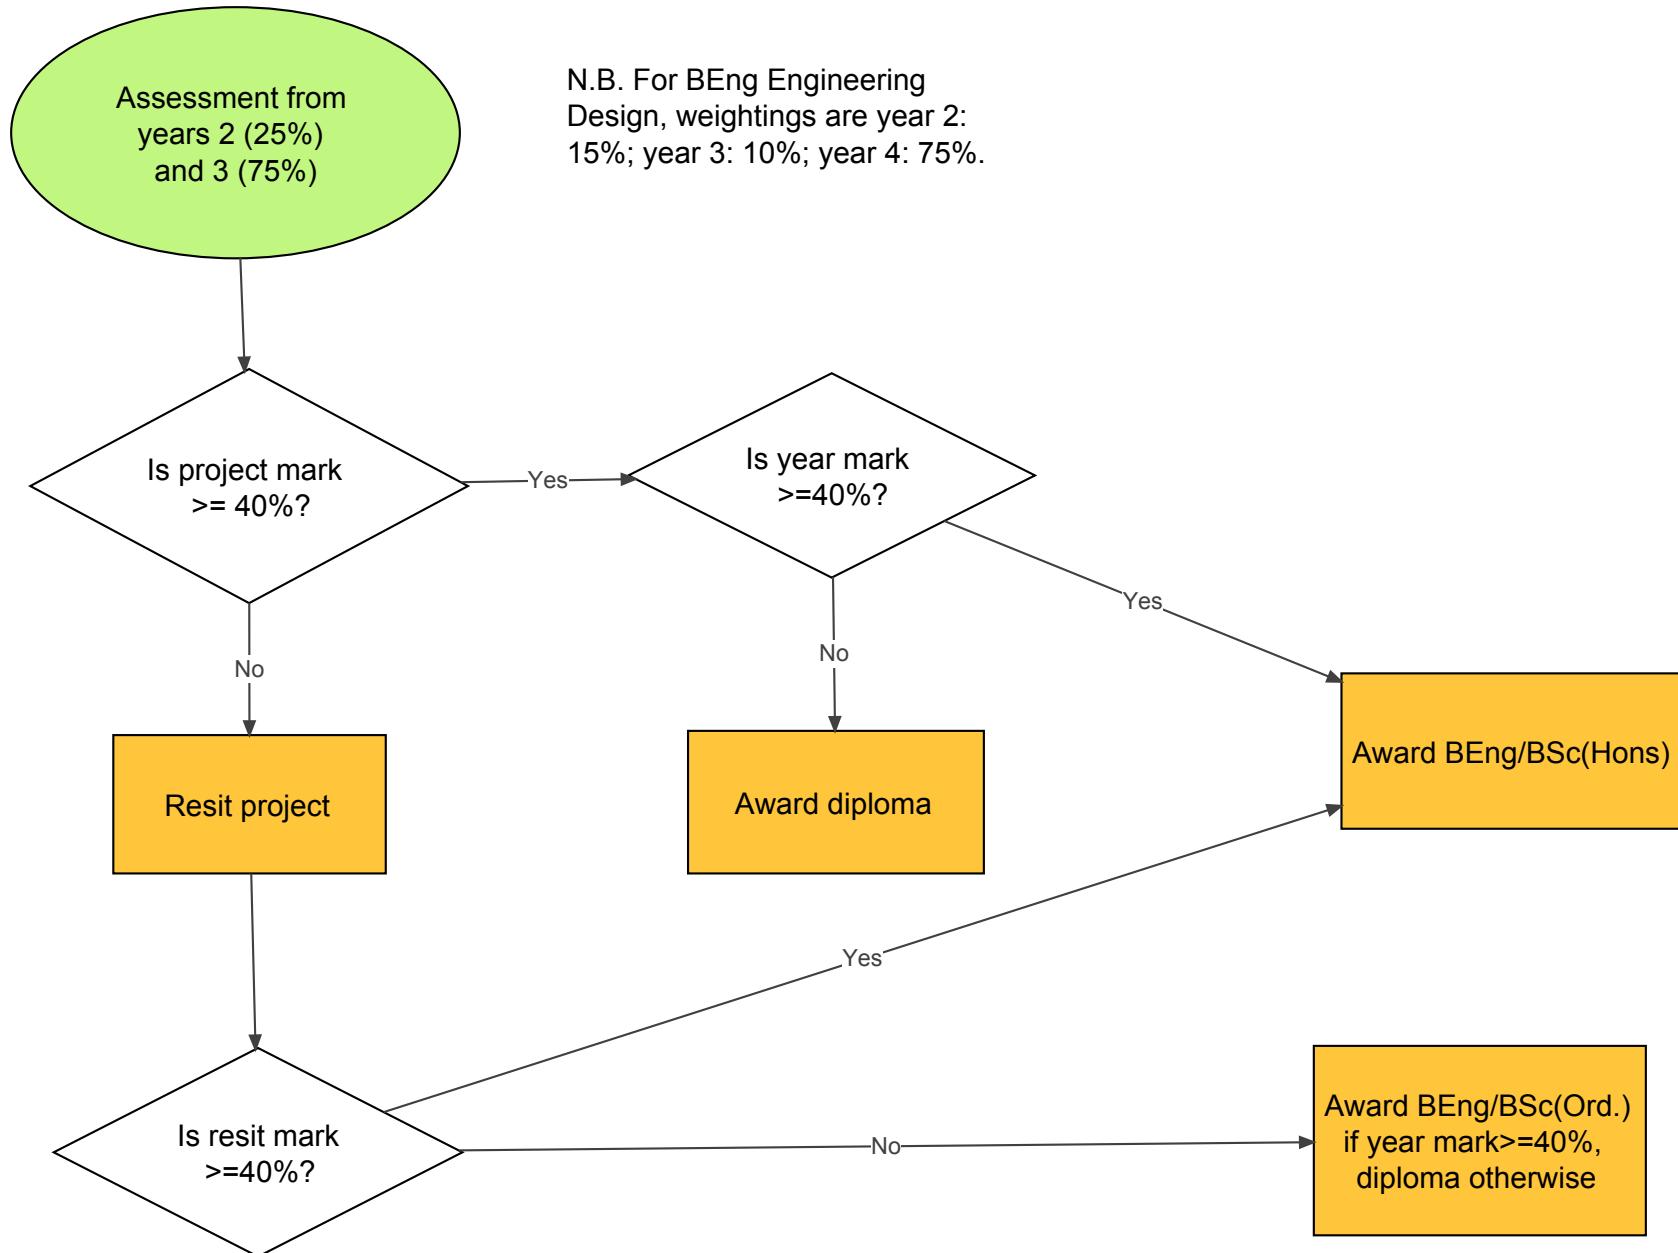 Assessment from
years 2 (25%)
and 3 (75%)
N.B. For BEng Engineering
Design, weightings are year 2:
15%; year 3: 10%; year 4: 75%.
Is project mark
>= 40%?
Yes
Is year mark
>=40%?
Yes
No
No
Resit project
Award diploma
Award BEng/BSc(Hons)
Yes
Is resit mark
>=40%?
No
Award BEng/BSc(Ord.)
if year mark>=40%,
diploma otherwise